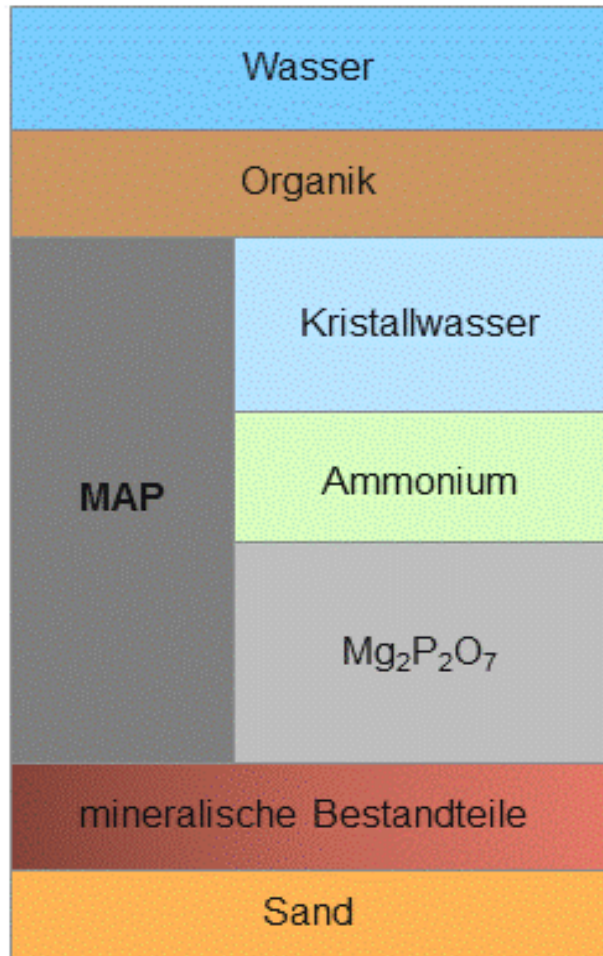 Wasser
Organik
Kristallwasser
MAP
Ammonium
Mg₂P₂O₇
mineralische Bestandteile
Sand